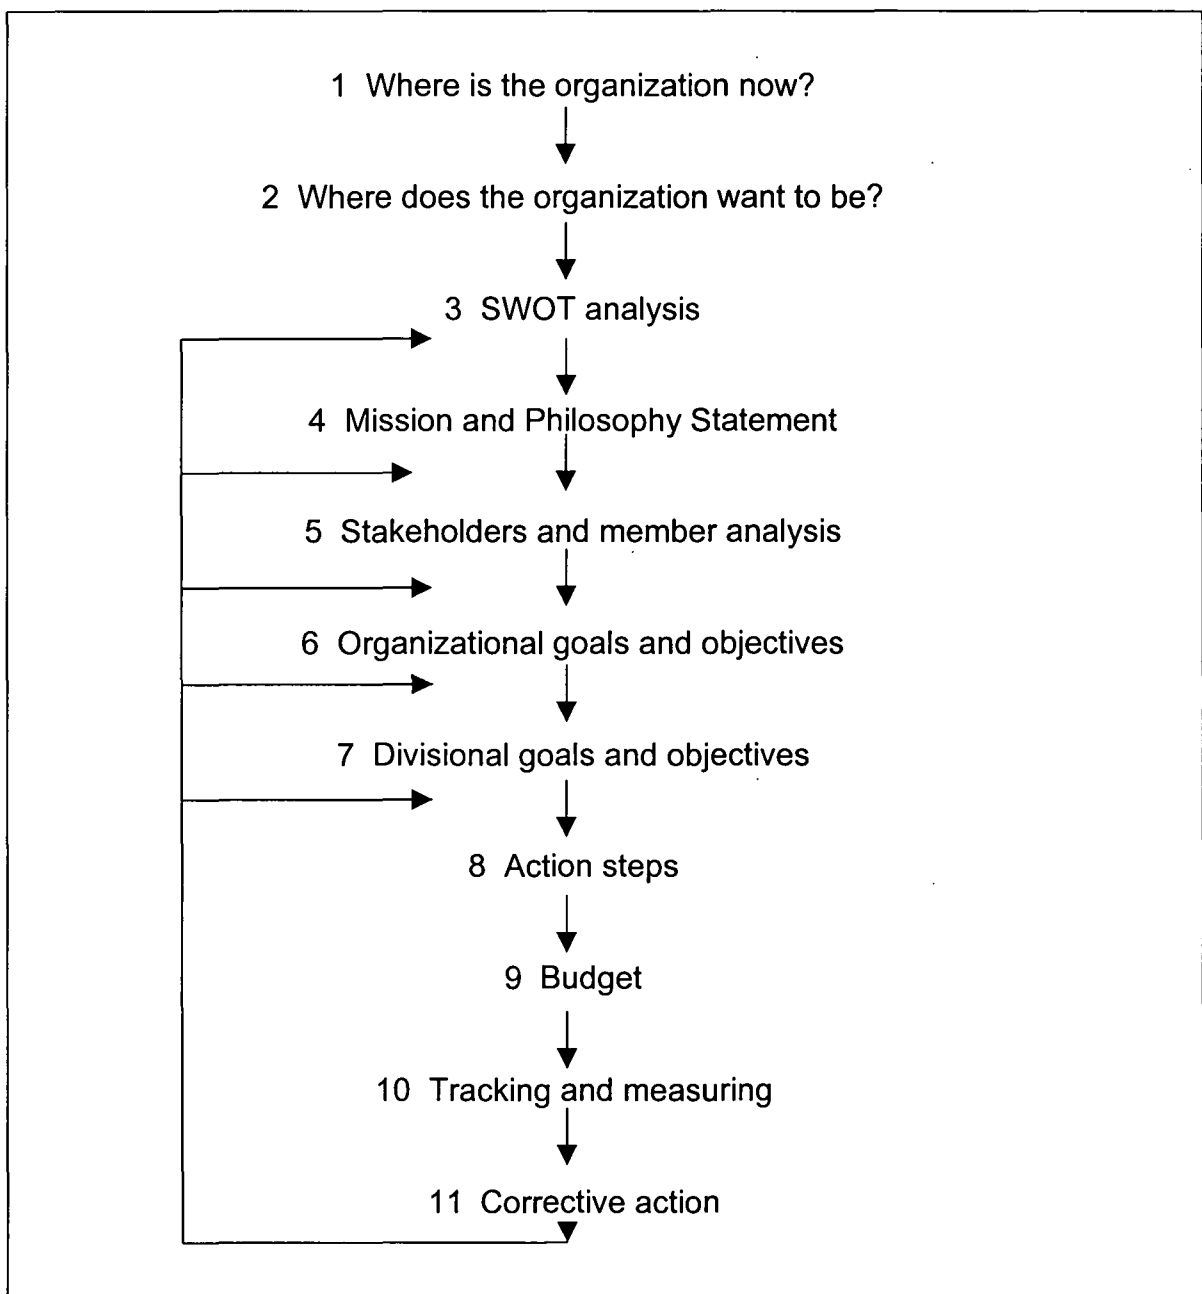 1 Where is the organization now?
2 Where does the organization want to be?
3 SWOT analysis
4 Mission and Philosophy Statement
5 Stakeholders and member analysis
6 Organizational goals and objectives
7 Divisional goals and objectives
8 Action steps
9 Budget
10 Tracking and measuring
11 Corrective action